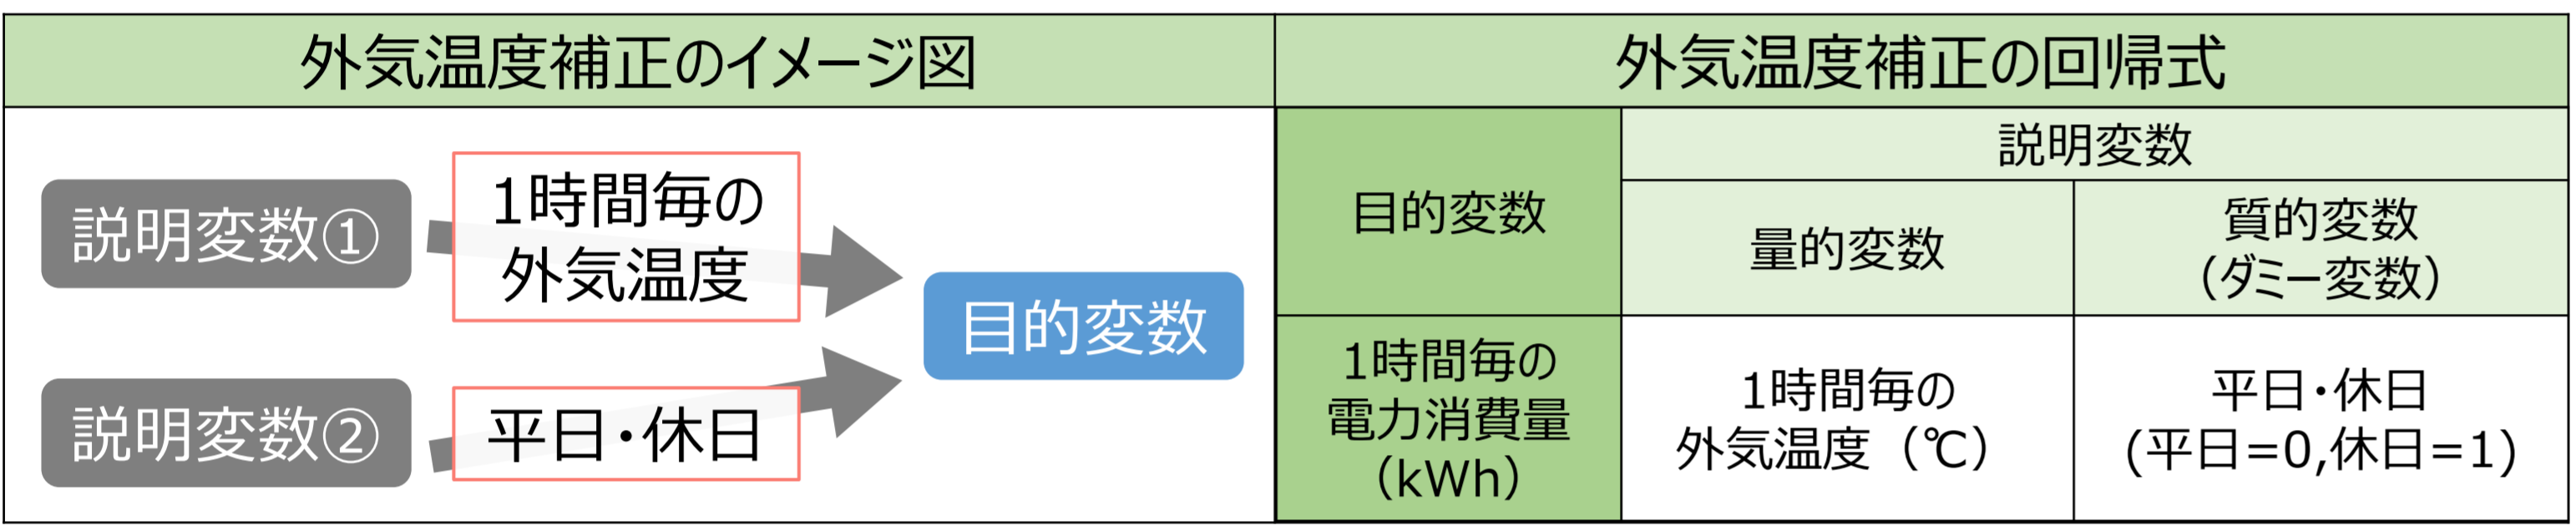 外気温度補正のイメージ図
説明変数①
1時間毎の
外気温度
説明変数②
平日・休日
目的変数
外気温度補正の回帰式
目的変数
説明変数
量的変数
質的変数
（ダミー変数）
1時間毎の
電力消費量
（kWh）
1時間毎の
外気温度（℃）
平日・休日
(平日=0,休日=1)